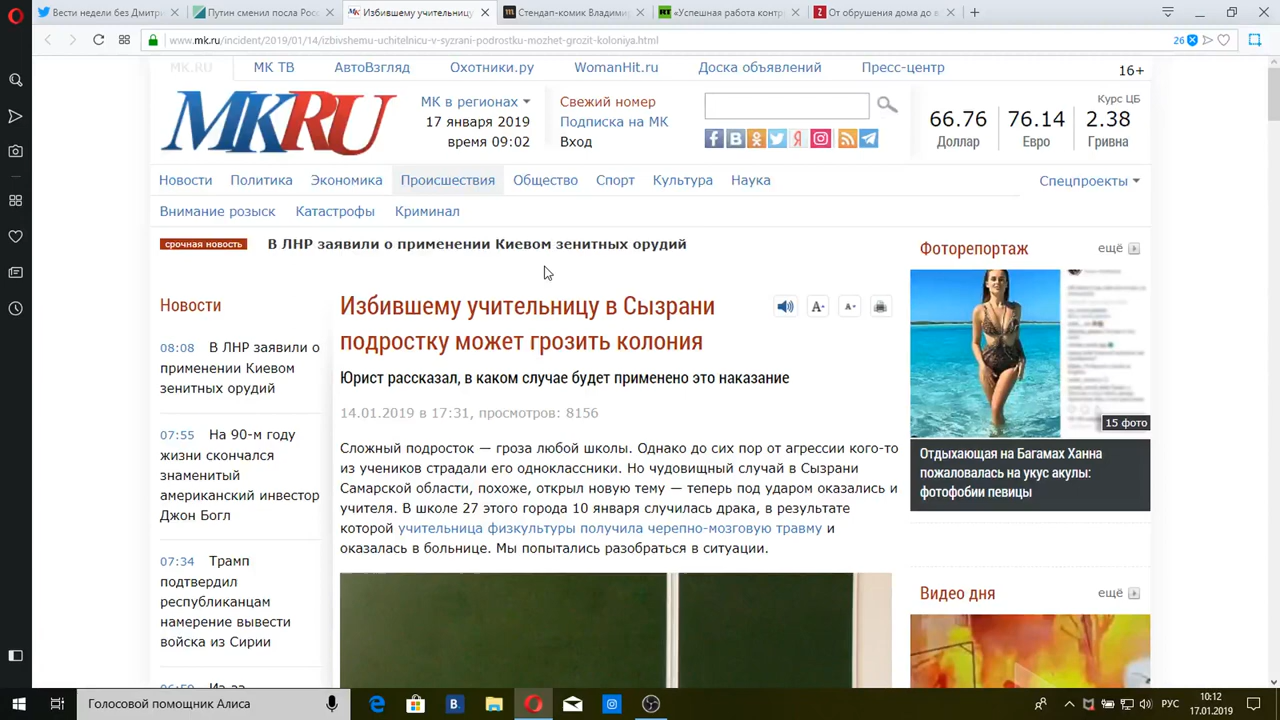 Вести недели без Дмитри
Путин сменил после Росс
Избившему учительниц
Стендап-комик Владимир
«Успешная работа контр
От обрушения дома до в
www.mk.ru/incident/2019/01/14/izbivshemu-uchitelnicu-v-syzrani-podrostku-mozhet-grozit-koloniya.html
26
MK.RU
МК ТВ
АвтоВзгляд
Охотники.ру
WomanHit.ru
Доска объявлений
Пресс-центр
16+
MKRU
МК в регионах
17 января 2019
время 09:02
Свежий номер
Подписка на МК
Вход
Курс ЦБ
66.76
76.14
2.38
Доллар
Евро
Гривна
Новости
Политика
Экономика
Происшествия
Общество
Спорт
Культура
Наука
Спецпроекты
Внимание розыск
Катастрофы
Криминал
срочная новость
В ЛНР заявили о применении Киевом зенитных орудий
Новости
08:08 В ЛНР заявили о
применении Киевом
зенитных орудий
07:55 На 90-м году
жизни скончался
знаменитый
американский инвестор
Джон Богл
07:34 Трамп
подтвердил
республиканцам
намерение вывести
войска из Сирии
Избившему учительницу в Сызрани
подростку может грозить колония
A+
Юрист рассказал, в каком случае будет применено это наказание
14.01.2019 в 17:31, просмотров: 8156
Сложный подросток — гроза любой школы. Однако до сих пор от агрессии кого-то
из учеников страдали его одноклассники. Но чудовищный случай в Сызрани
Самарской области, похоже, открыл новую тему — теперь под ударом оказались и
учителя. В школе 27 этого города 10 января случилась драка, в результате
которой учительница физкультуры получила черепно-мозговую травму и
оказалась в больнице. Мы попытались разобраться в ситуации.
Фоторепортаж
ещё
15 фото
Отдыхающая на Багамах Ханна
пожаловалась на укус акулы:
фотофобии певицы
Видео дня
ещё
Голосовой помощник Алиса
РУС
10:12
17.01.2019